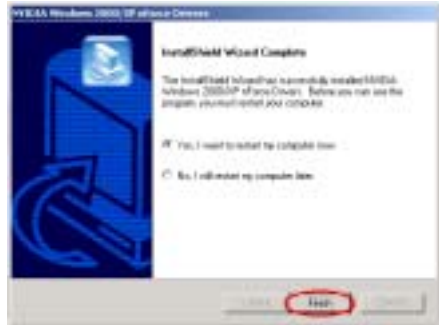 NVIDIA Windows 2000/XP nForce Drivers
InstallShield Wizard Complete
The InstallShield Wizard has successfully installed NVIDIA
Windows 2000/XP nForce Drivers. Before you can use the
program, you must restart your computer.
Yes, I want to restart my computer now.
No, I will restart my computer later.
Finish